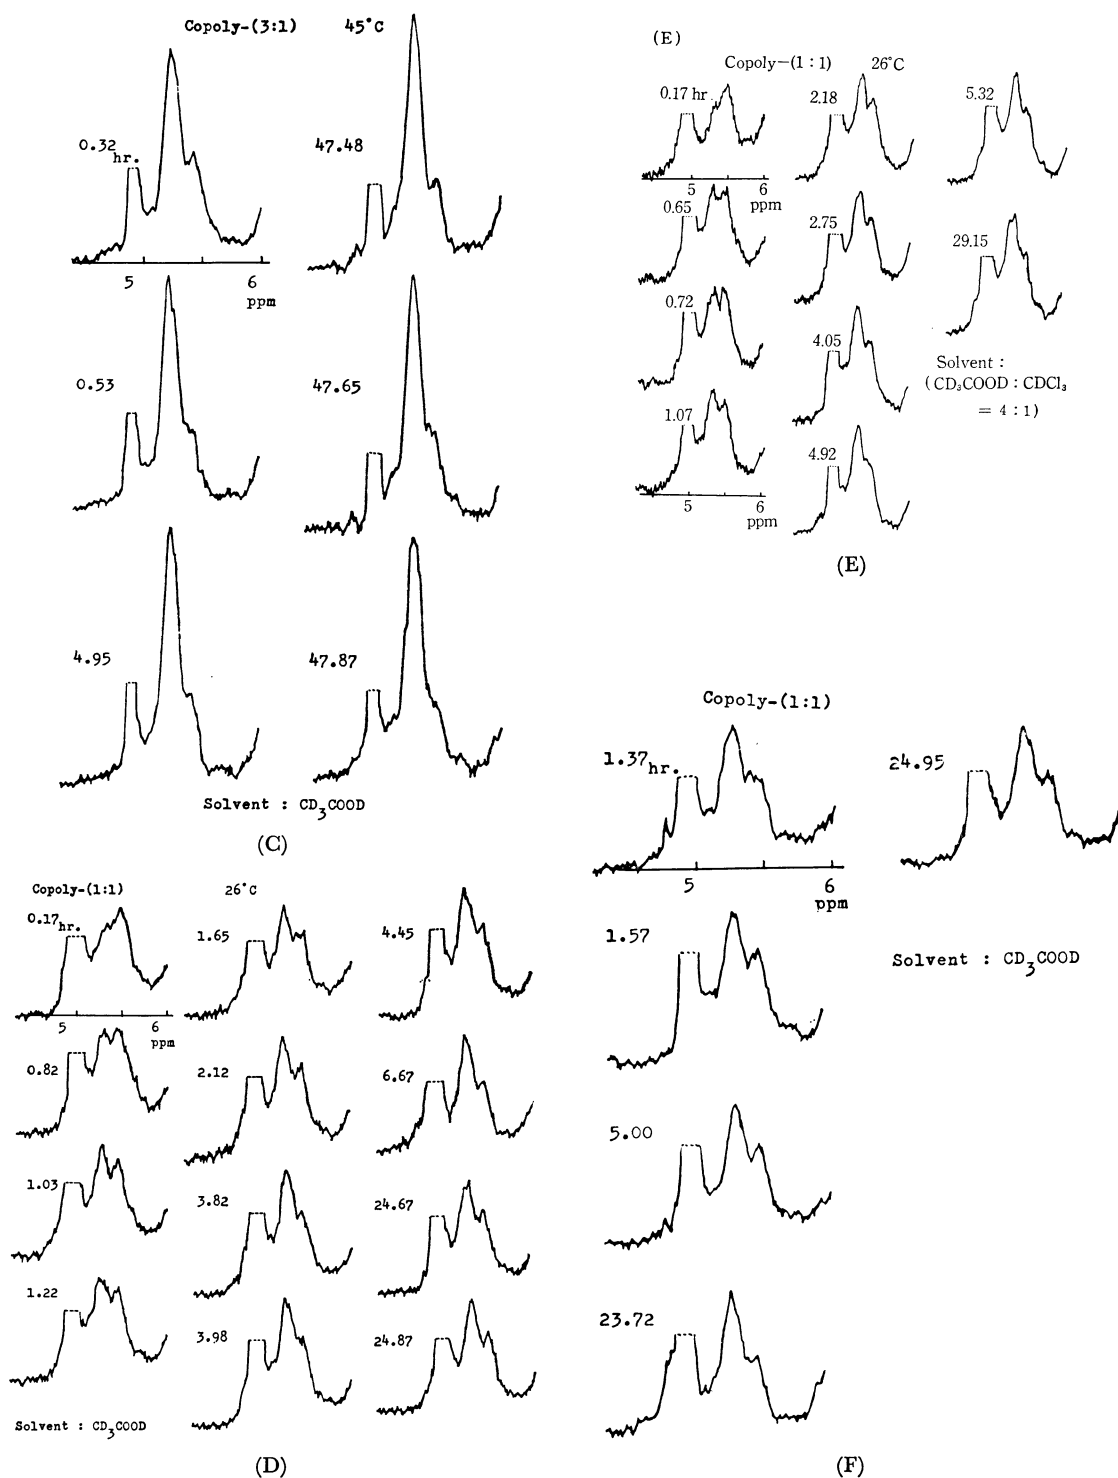 Copoly-(3:1) 45°C
0.32 hr.
47.48
5 6
ppm
0.53
47.65
4.95
47.87
Solvent : CD3COOD
(C)
(E)
Copoly-(1:1) 26°C
0.17 hr
2.18
5.32
5 6
ppm
0.65
2.75
29.15
0.72
4.05
Solvent :
(CD3COOD : CDCl3
= 4:1)
1.07
4.92
5 6
ppm
(E)
Copoly-(1:1) 26°C
0.17 hr.
1.65
4.45
5 6
ppm
0.82
2.12
6.67
1.03
3.82
24.67
1.22
3.98
24.87
Solvent : CD3COOD
(D)
Copoly-(1:1)
1.37 hr.
24.95
5 6
ppm
1.57
Solvent : CD3COOD
5.00
23.72
(F)